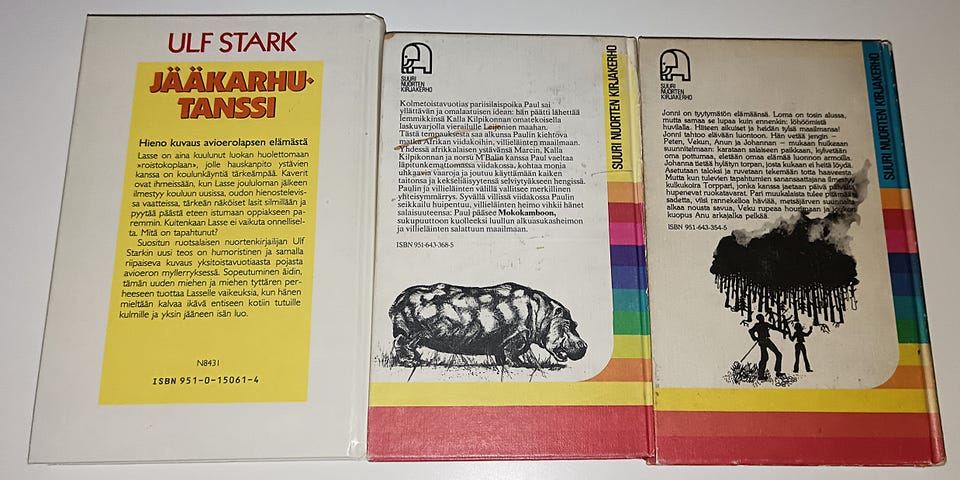 ULF STARK
JÄÄKARHU-
TANSSI
Hieno kuvaus avioerolapsen elämästä
Lasse on aina kuulunut luokan huolettomaan
»roistokoplaan», jolle hauskanpito ystävien
kanssa on koulunkäyntiä tärkeämpää. Kaverit
ovat ihmeissään, kun Lasse joululoman jälkeen
ilmestyy kouluun uusissa, oudon hienostelevis-
sa vaatteissa, tärkeän näköiset lasit silmillään ja
pyytää päästä eteen istumaan oppiakseen pa-
remmin. Kuitenkaan Lasse ei vaikuta onnellisel-
ta. Mitä on tapahtunut?
Suositun ruotsalaisen nuortenkirjailijan Ulf
Starkin uusi teos on humoristinen ja samalla
riipaiseva kuvaus yksitoistavuotiaasta pojasta
avioeron myllerryksessä. Sopeutuminen äidin,
tämän uuden miehen ja miehen tyttären per-
heeseen tuottaa Lasselle vaikeuksia, kun hänen
mieltään kalvaa ikävä entiseen kotiin tutuille
kulmille ja yksin jääneen isän luo.
N8431
ISBN 951-0-15061-4
SUURI
NUORTEN
KIRJAKERHO
SUURI NUORTEN KIRJAKERHO
Kolmetoistavuotias pariisilaispoika Paul sai
yllättävän ja omalaatuisen idean: hän päätti lähettää
lemmikkinsä Kalla Kilpikonnan omatekoisella
laskuvarjolla vierailulle Leijonien maahan.
Tästä tempauksesta saa alkunsa Paulin kiehtova
matka Afrikan viidakoihin, villieläinten maailmaan.
Yhdessä afrikkalaisen ystävänsä Marcin, Kalla
Kilpikonnan ja norsu M'Balin kanssa Paul vaeltaa
läputunkemattomassa viidakossa, kohtaa monia
uhkaavia vaaroja ja joutuu käyttämään kaiken
taitonsa ja kekseliäisyytensä selviytyäkseen hengissä.
Paulin ja villieläinten välillä vallitsee merkillinen
yhteisymmärrys. Syvällä villissä viidakossa Paulin
seikkailu huipentuu, villieläinten heimo vihkii hänet
salaisuuteensa: Paul pääsee Mokokamboon,
sukupuuttoon kuolleeksi luullun alkuasukasheimon
ja villieläinten salattuun maailmaan.
ISBN 951-643-368-5
SUURI
NUORTEN
KIRJAKERHO
SUURI NUORTEN KIRJAKERHO
Jonni on tyytymätön elämäänsä. Loma on tosin alussa,
mutta samaa se lupaa kuin ennenkin: löhöömistä
huvilalla. Hiiteen aikuiset ja heidän tylsä maailmansa!
Jonni tahtoo elävään luontoon. Hän vetää jengin –
Peten, Vekun, Anun ja Johannan – mukaan huikeaan
suunnitelmaan: karataan salaiseen paikkaan, kylvetään
oma pottumaa, eletään omaa elämää luonnon armoilla.
Johanna tietää hylätyn torpan, josta kukaan ei heitä löydä.
Asetutaan taloksi ja ruvetaan tekemään totta haaveesta.
Mutta kuin tulevien tapahtumien sanansaattajana ilmestyy
kulkukoira Torppari, jonka kanssa jaetaan päivä päivältä
hupenevat ruokatavarat. Pari muukalaista tulee pitämään
sadetta, viisi rannekelloa häviää, metsäjärven suunnalta
alkaa nousta savua, Veku rupeaa houraamaan ja joukon
kuopus Anu arkajalka pelkää.
ISBN 951-643-354-5